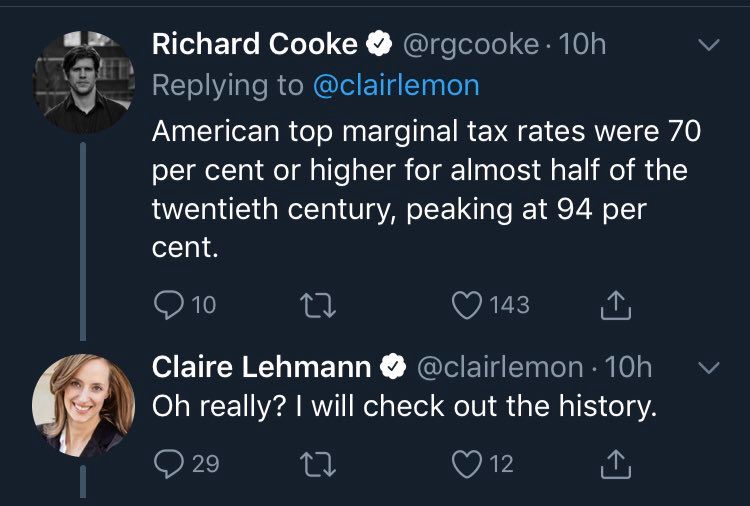 Richard Cooke @rgcooke · 10h
Replying to @clairlemon
American top marginal tax rates were 70
per cent or higher for almost half of the
twentieth century, peaking at 94 per
cent.
10 143
Claire Lehmann @clairlemon · 10h
Oh really? I will check out the history.
29 12